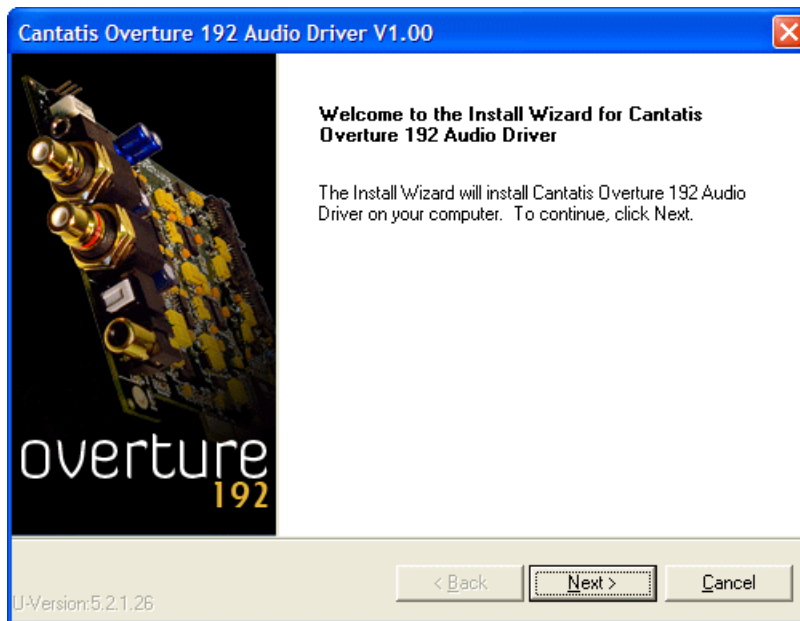 Cantatis Overture 192 Audio Driver V1.00
Welcome to the Install Wizard for Cantatis
Overture 192 Audio Driver
The Install Wizard will install Cantatis Overture 192 Audio
Driver on your computer.  To continue, click Next.
overture
192
< Back
Next >
Cancel
U-Version:5.2.1.26